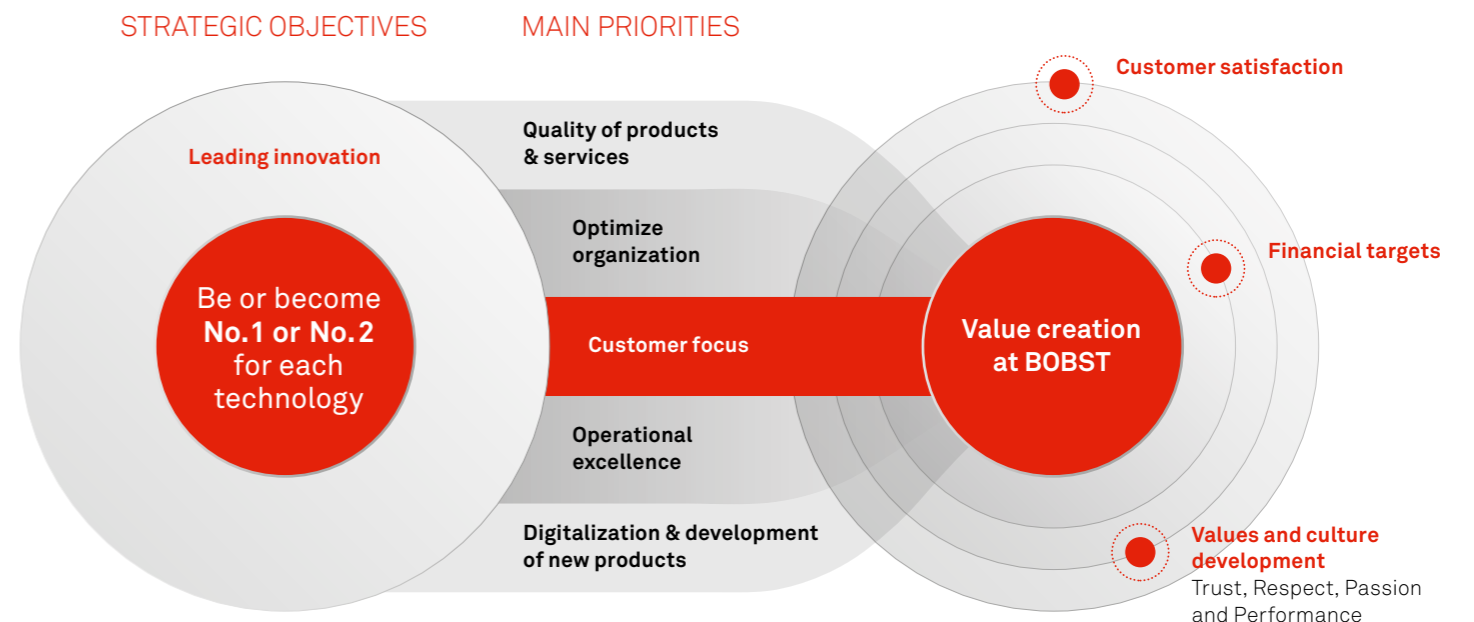 STRATEGIC OBJECTIVES
MAIN PRIORITIES
Leading innovation
Be or become
No.1 or No.2
for each
technology
Quality of products
& services
Optimize
organization
Customer focus
Operational
excellence
Digitalization & development
of new products
Value creation
at BOBST
Customer satisfaction
Financial targets
Values and culture
development
Trust, Respect, Passion
and Performance